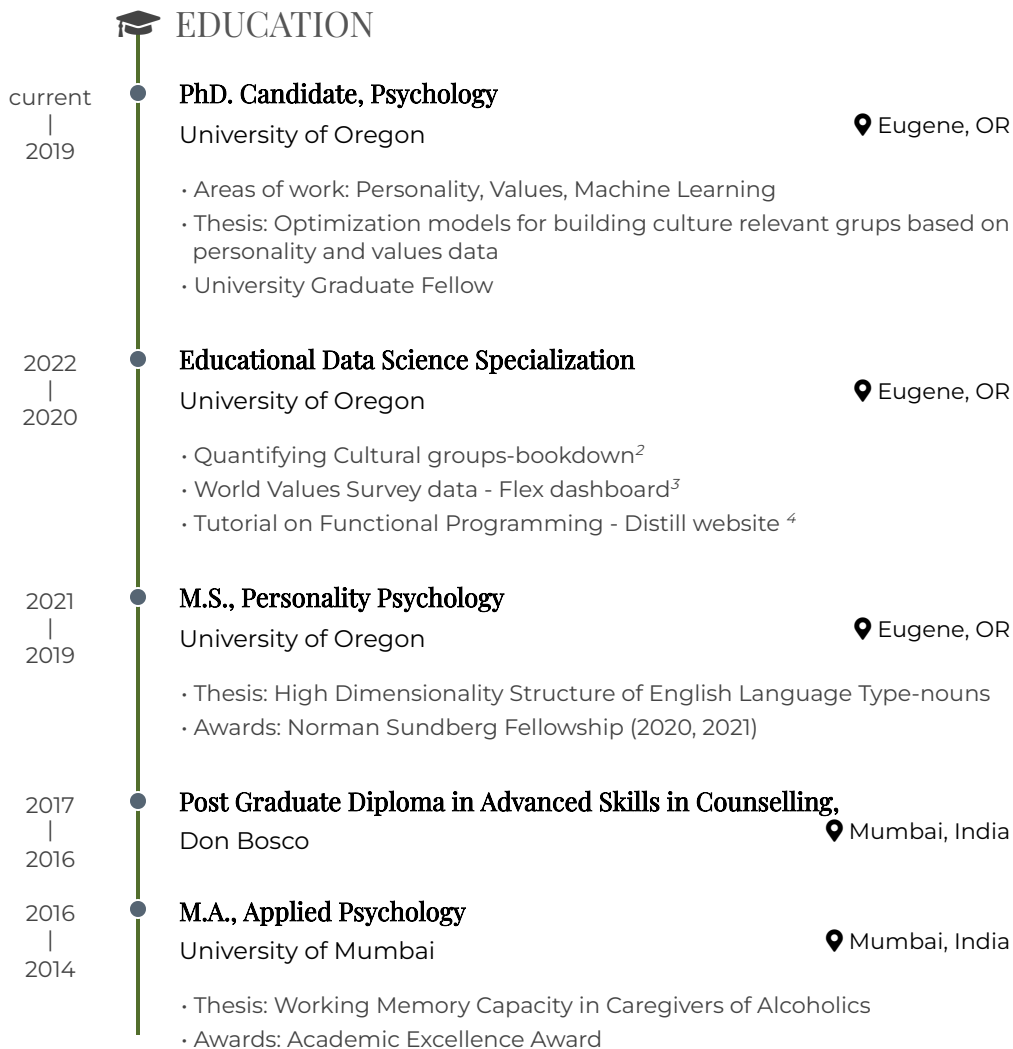 EDUCATION
current
|
2019
PhD. Candidate, Psychology
University of Oregon
Eugene, OR
• Areas of work: Personality, Values, Machine Learning
• Thesis: Optimization models for building culture relevant grups based on
personality and values data
• University Graduate Fellow
2022
|
2020
Educational Data Science Specialization
University of Oregon
Eugene, OR
• Quantifying Cultural groups-bookdown²
• World Values Survey data - Flex dashboard³
• Tutorial on Functional Programming - Distill website ⁴
2021
|
2019
M.S., Personality Psychology
University of Oregon
Eugene, OR
• Thesis: High Dimensionality Structure of English Language Type-nouns
• Awards: Norman Sundberg Fellowship (2020, 2021)
2017
|
2016
Post Graduate Diploma in Advanced Skills in Counselling,
Don Bosco
Mumbai, India
2016
|
2014
M.A., Applied Psychology
University of Mumbai
Mumbai, India
• Thesis: Working Memory Capacity in Caregivers of Alcoholics
• Awards: Academic Excellence Award